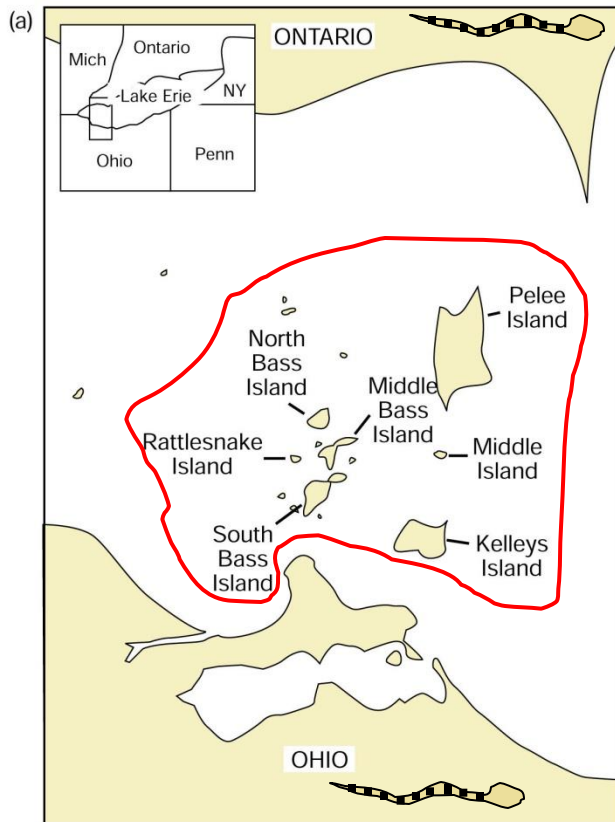 (a)
ONTARIO
Mich
Ontario
Lake Erie
NY
Ohio
Penn
Pelee
Island
North
Bass
Island
Middle
Bass
Island
Rattlesnake
Island
Middle
Island
South
Bass
Island
Kelleys
Island
OHIO